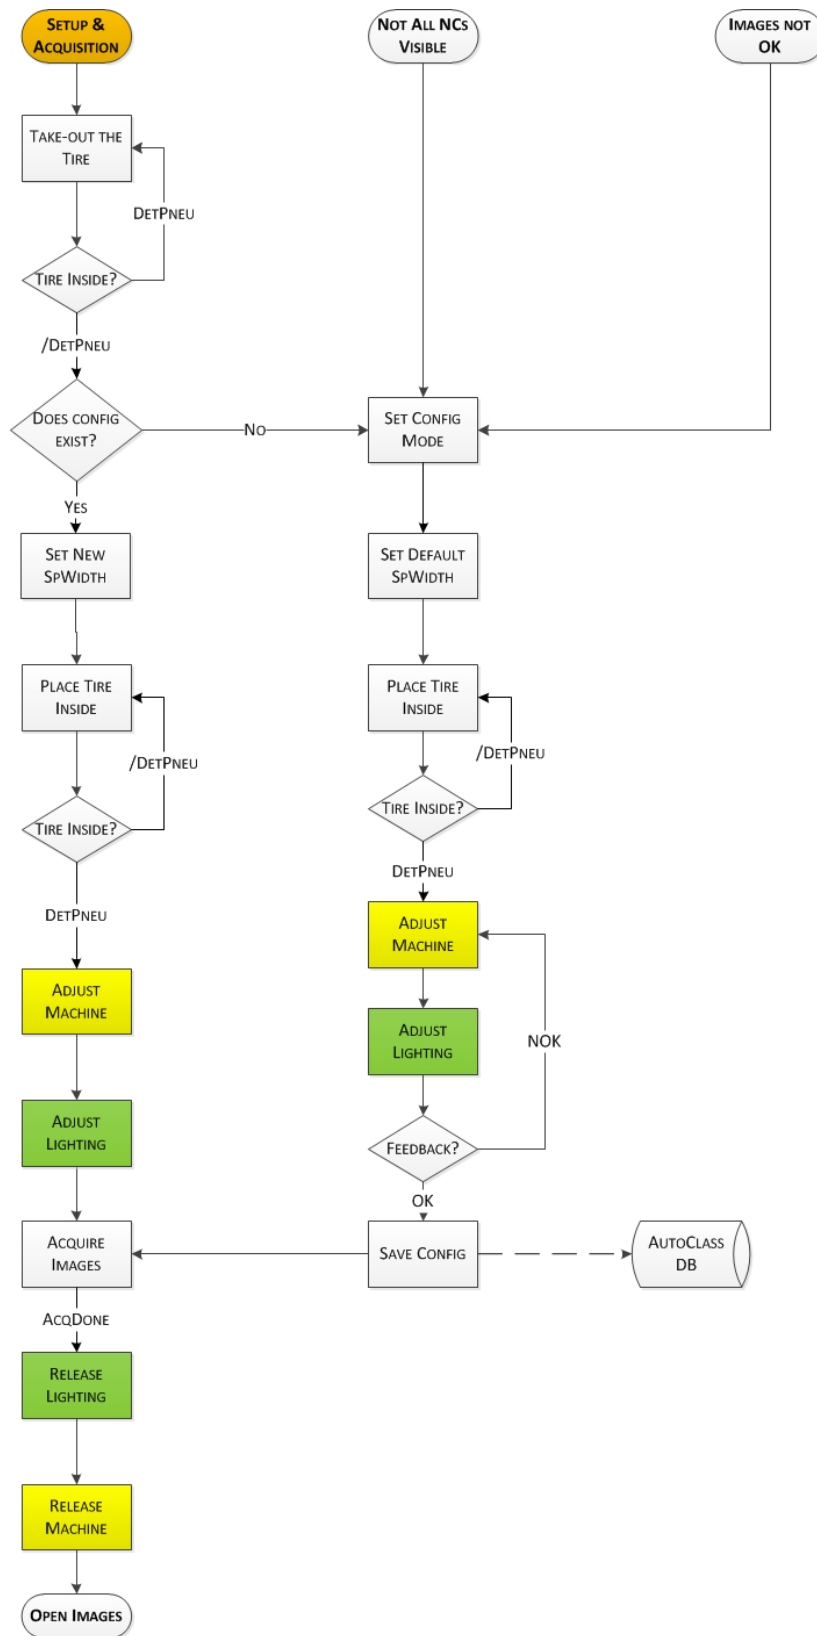 Setup &
Acquisition
Not All NCs
Visible
Images not
OK
Take-out the
Tire
DetPneu
Tire Inside?
/DetPneu
Does config
exist?
No
Set Config
Mode
Yes
Set New
SpWidth
Set Default
SpWidth
Place Tire
Inside
Place Tire
Inside
/DetPneu
/DetPneu
Tire Inside?
Tire Inside?
DetPneu
DetPneu
Adjust
Machine
Adjust
Machine
Adjust
Lighting
NOK
Adjust
Lighting
Feedback?
OK
Acquire
Images
Save Config
AutoClass
DB
AcqDone
Release
Lighting
Release
Machine
Open Images